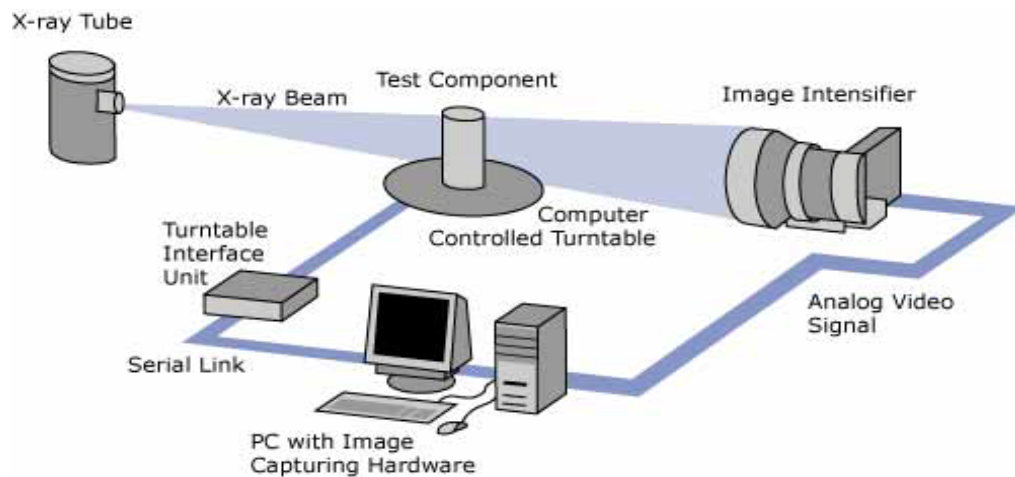 X-ray Tube
X-ray Beam
Test Component
Image Intensifier
Computer
Controlled Turntable
Turntable
Interface
Unit
Analog Video
Signal
Serial Link
PC with Image
Capturing Hardware